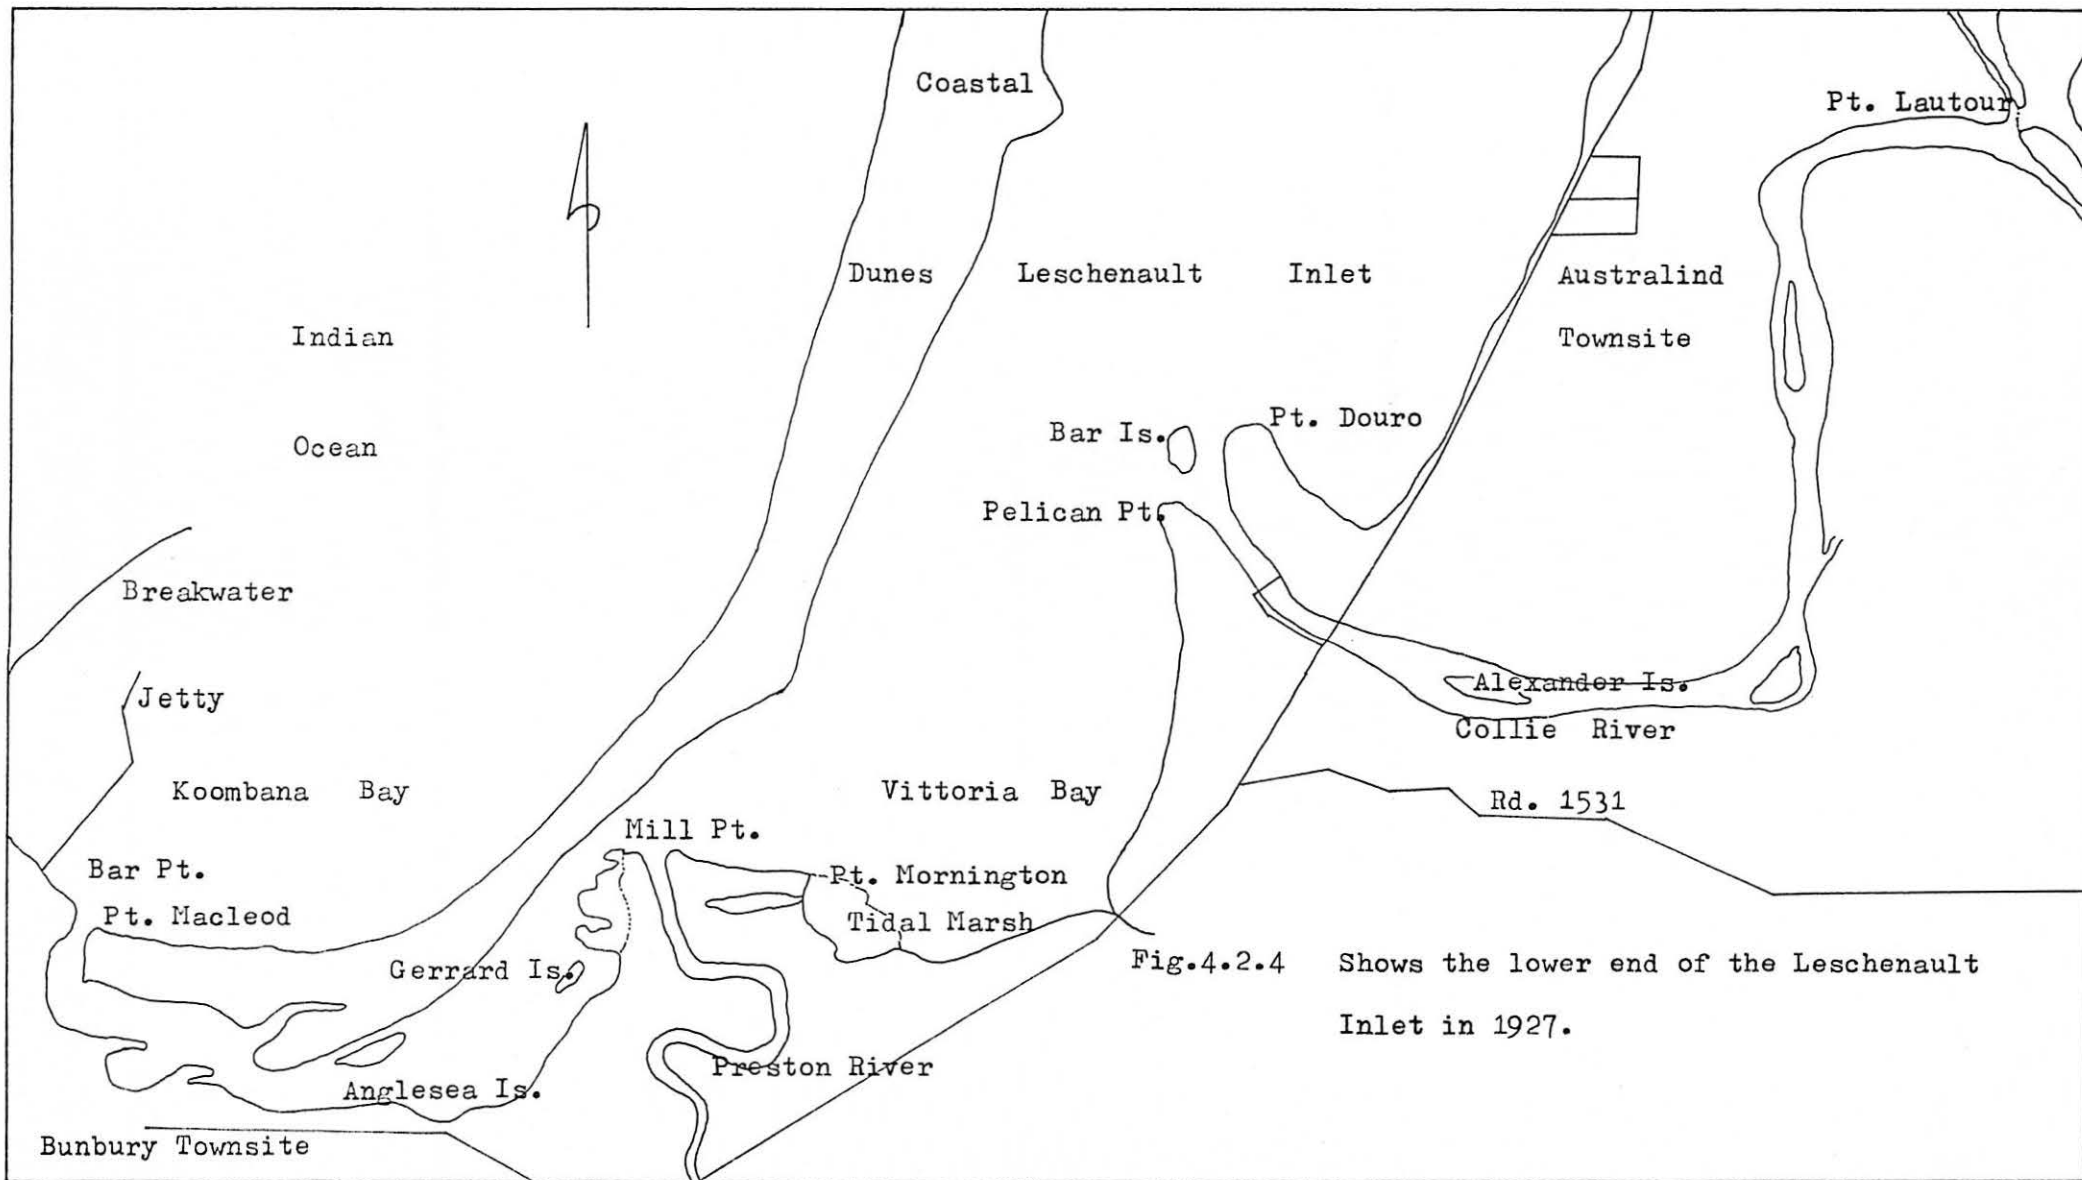 Coastal
Pt. Lautour
Dunes Leschenault Inlet
Australind
Townsite
Indian
Ocean
Bar Is.
Pt. Douro
Pelican Pt.
Breakwater
Jetty
Alexander Is.
Collie River
Koombana Bay
Vittoria Bay
Rd. 1531
Mill Pt.
Bar Pt.
Pt. Mornington
Pt. Macleod
Tidal Marsh
Gerrard Is.
Preston River
Anglesea Is.
Bunbury Townsite
Fig.4.2.4 Shows the lower end of the Leschenault
Inlet in 1927.